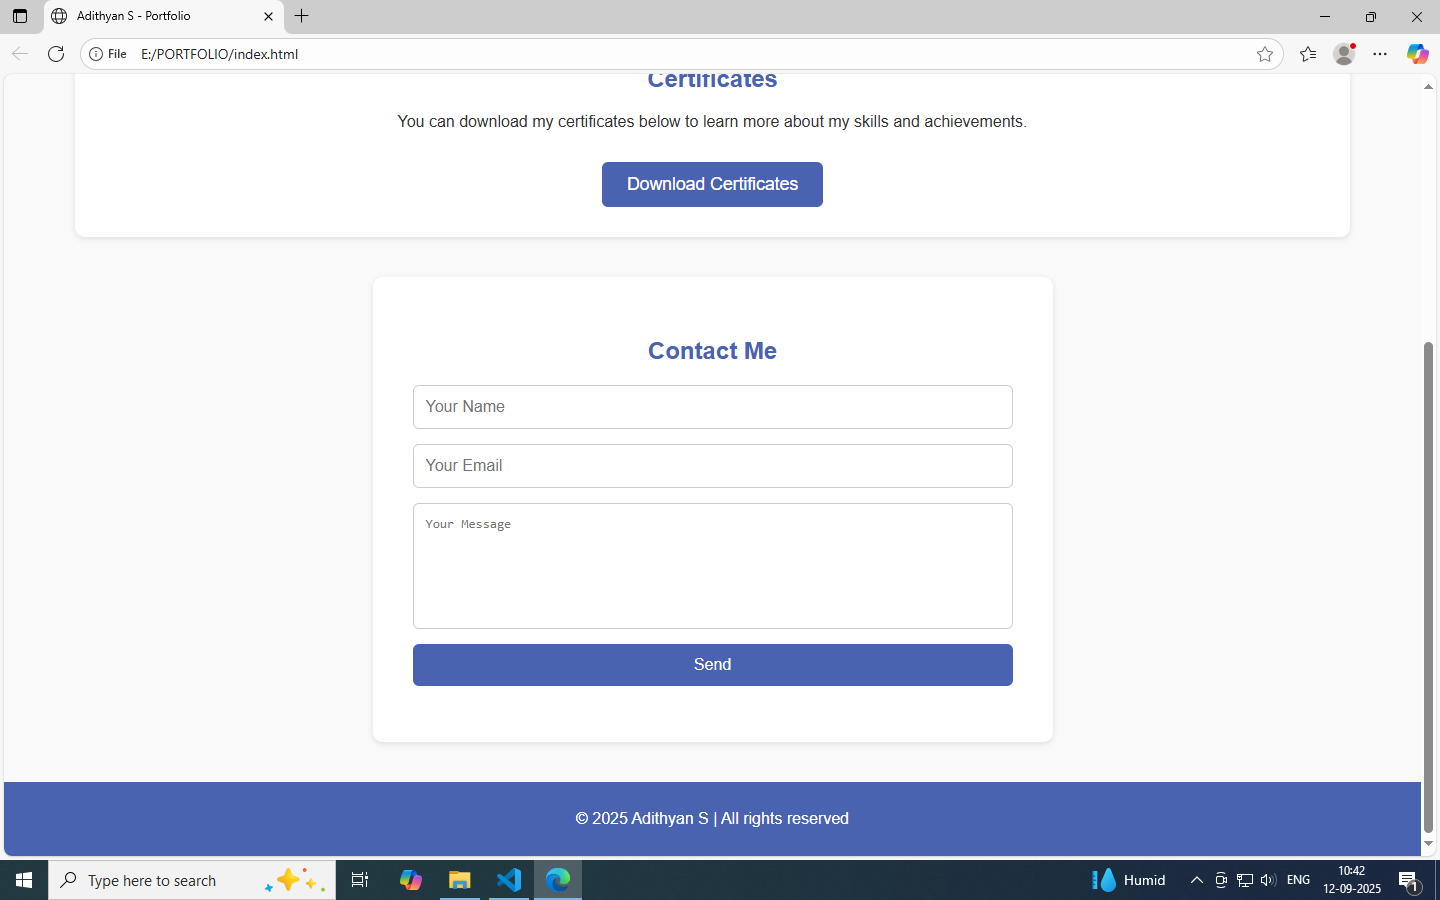 Adithyan S - Portfolio
File E:/PORTFOLIO/index.html
Certificates
You can download my certificates below to learn more about my skills and achievements.
Download Certificates
Contact Me
Your Name
Your Email
Your Message
Send
© 2025 Adithyan S | All rights reserved
Type here to search
Humid
ENG
10:42
12-09-2025
1